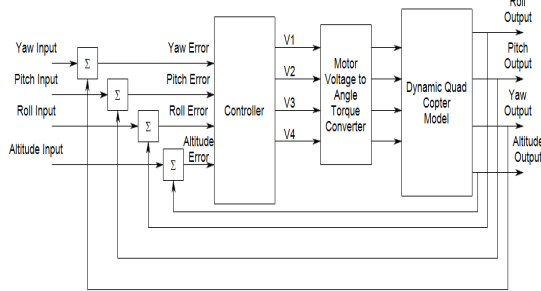 Roll
Output
Yaw Input
Yaw Error
V1
Pitch
Output
Σ
Pitch Input
Pitch Error
V2
Motor
Voltage to
Angle
Torque
Converter
Dynamic Quad
Copter
Model
Σ
Controller
Yaw
Output
Roll Input
Roll Error
V3
Σ
Altitude Input
Altitude
Error
V4
Altitude
Output
Σ